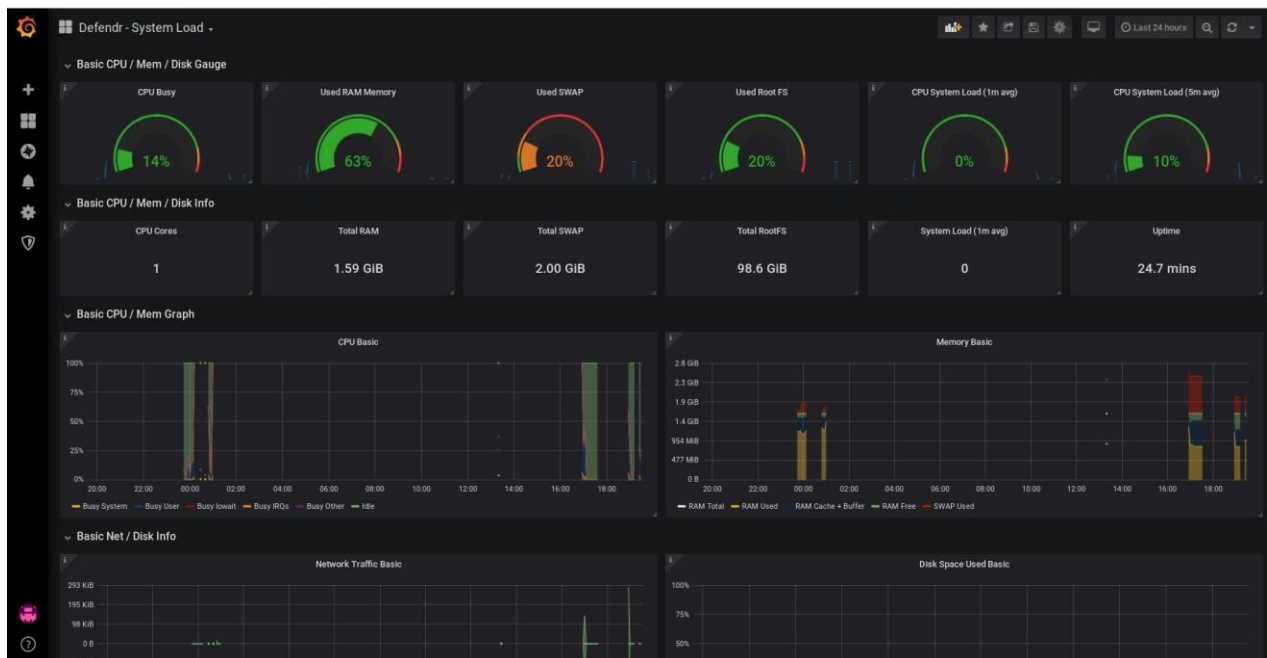 Defendr - System Load
Last 24 hours
Basic CPU / Mem / Disk Gauge
CPU Busy
Used RAM Memory
Used SWAP
Used Root FS
CPU System Load (1m avg)
CPU System Load (5m avg)
14%
63%
20%
20%
0%
10%
Basic CPU / Mem / Disk Info
CPU Cores
Total RAM
Total SWAP
Total RootFS
System Load (1m avg)
Uptime
1
1.59 GiB
2.00 GiB
98.6 GiB
0
24.7 mins
Basic CPU / Mem Graph
CPU Basic
100%
75%
50%
25%
0%
20:00 22:00 00:00 02:00 04:00 06:00 08:00 10:00 12:00 14:00 16:00 18:00
Busy System Busy User Busy Iowait Busy IRQs Busy Other Idle
Memory Basic
2.8 GiB
2.3 GiB
1.9 GiB
1.4 GiB
954 MiB
477 MiB
0 B
20:00 22:00 00:00 02:00 04:00 06:00 08:00 10:00 12:00 14:00 16:00 18:00
RAM Total RAM Used RAM Cache + Buffer RAM Free SWAP Used
Basic Net / Disk Info
Network Traffic Basic
293 KiB
195 KiB
98 KiB
0 B
Disk Space Used Basic
100%
75%
50%